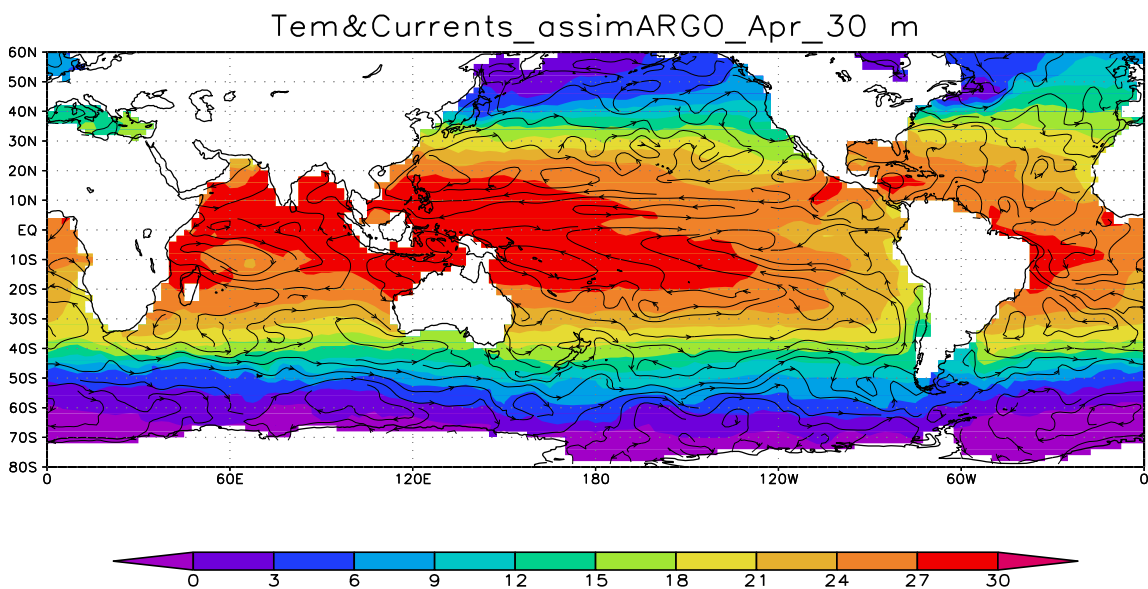 Tem&Currents_assimARGO_Apr_30 m
60N
50N
40N
30N
20N
10N
EQ
10S
20S
30S
40S
50S
60S
70S
80S
0 60E 120E 180 120W 60W 0
0 3 6 9 12 15 18 21 24 27 30